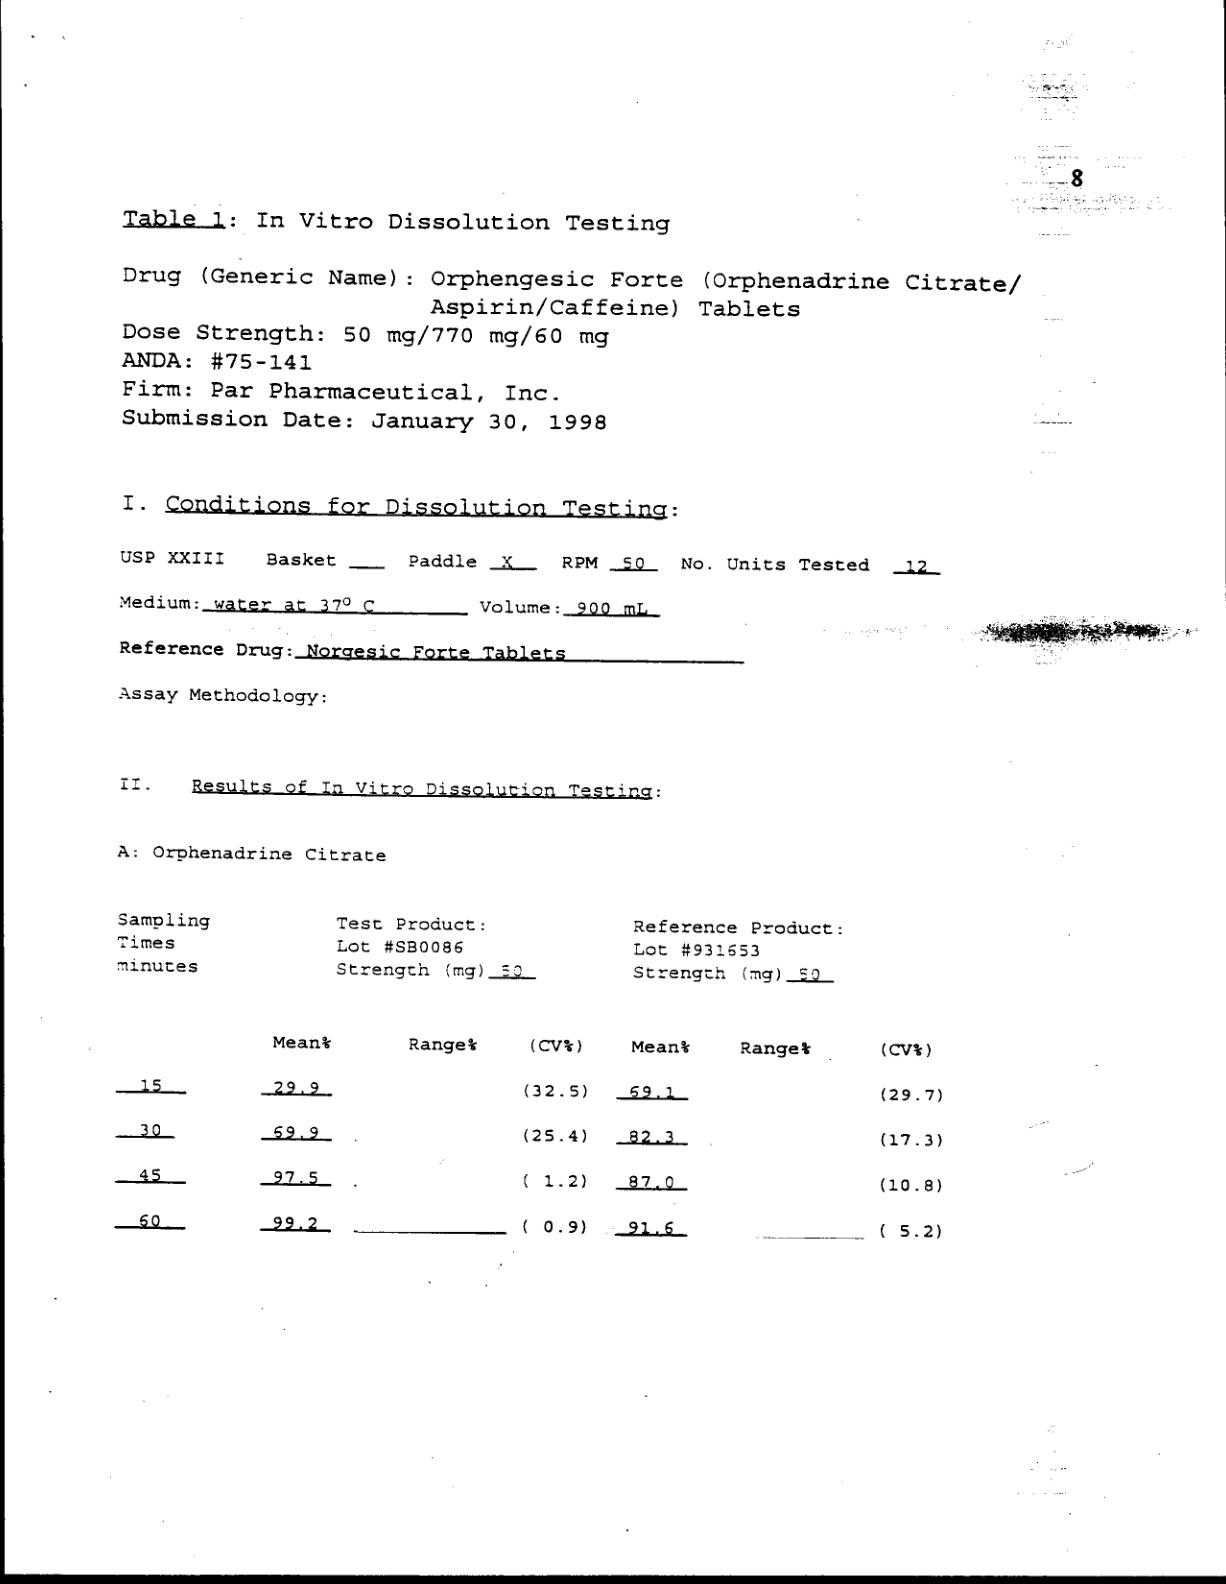 8
Table 1: In Vitro Dissolution Testing
Drug (Generic Name): Orphengesic Forte (Orphenadrine Citrate/
Aspirin/Caffeine) Tablets
Dose Strength: 50 mg/770 mg/60 mg
ANDA: #75-141
Firm: Par Pharmaceutical, Inc.
Submission Date: January 30, 1998
I. Conditions for Dissolution Testing:
USP XXIII Basket ___ Paddle _X_ RPM _50_ No. Units Tested _12_
Medium: water at 37º C Volume: 900 mL
Reference Drug: Norgesic Forte Tablets
Assay Methodology:
II. Results of In Vitro Dissolution Testing:
A: Orphenadrine Citrate
Sampling Test Product: Reference Product:
Times Lot #SB0086 Lot #931653
minutes Strength (mg) 50 Strength (mg) 50
Mean% Range% (CV%) Mean% Range% (CV%)
15 29.9 (32.5) 69.1 (29.7)
30 69.9 (25.4) 82.3 (17.3)
45 97.5 ( 1.2) 87.0 (10.8)
60 99.2 ( 0.9) 91.6 ( 5.2)